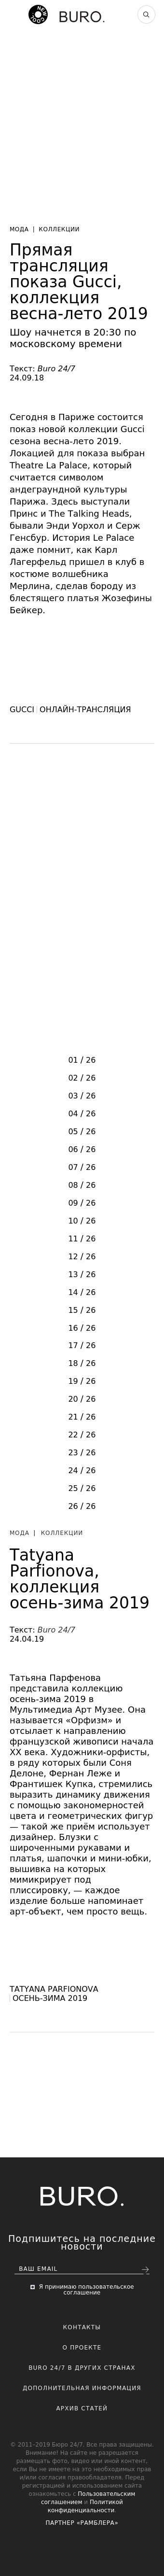 BURO.
МОДА | КОЛЛЕКЦИИ
Прямая
трансляция
показа Gucci,
коллекция
весна-лето 2019
Шоу начнется в 20:30 по
московскому времени
Текст: Buro 24/7
24.09.18
Сегодня в Париже состоится
показ новой коллекции Gucci
сезона весна-лето 2019.
Локацией для показа выбран
Theatre La Palace, который
считается символом
андеграундной культуры
Парижа. Здесь выступали
Принс и The Talking Heads,
бывали Энди Уорхол и Серж
Генсбур. История Le Palace
даже помнит, как Карл
Лагерфельд пришел в клуб в
костюме волшебника
Мерлина, сделав бороду из
блестящего платья Жозефины
Бейкер.
GUCCI ОНЛАЙН-ТРАНСЛЯЦИЯ
01 / 26
02 / 26
03 / 26
04 / 26
05 / 26
06 / 26
07 / 26
08 / 26
09 / 26
10 / 26
11 / 26
12 / 26
13 / 26
14 / 26
15 / 26
16 / 26
17 / 26
18 / 26
19 / 26
20 / 26
21 / 26
22 / 26
23 / 26
24 / 26
25 / 26
26 / 26
МОДА | КОЛЛЕКЦИИ
Tatyana
Parfionova,
коллекция
осень-зима 2019
Текст: Buro 24/7
24.04.19
Татьяна Парфенова
представила коллекцию
осень-зима 2019 в
Мультимедиа Арт Музее. Она
называется «Орфизм» и
отсылает к направлению
французской живописи начала
XX века. Художники-орфисты,
в ряду которых были Соня
Делоне, Фернан Леже и
Франтишек Купка, стремились
выразить динамику движения
с помощью закономерностей
цвета и геометрических фигур
— такой же приём использует
дизайнер. Блузки с
широченными рукавами и
платья, шапочки и мини-юбки,
вышивка на которых
мимикрирует под
плиссировку, — каждое
изделие больше напоминает
арт-объект, чем просто вещь.
TATYANA PARFIONOVA
ОСЕНЬ-ЗИМА 2019
BURO.
Подпишитесь на последние
новости
ВАШ EMAIL
Я принимаю пользовательское
соглашение
КОНТАКТЫ
О ПРОЕКТЕ
BURO 24/7 В ДРУГИХ СТРАНАХ
ДОПОЛНИТЕЛЬНАЯ ИНФОРМАЦИЯ
АРХИВ СТАТЕЙ
© 2011-2019 Бюро 24/7. Все права защищены.
Внимание! На сайте не разрешается
размещать фото, видео или иной контент,
если Вы не имеете на это необходимых прав
и/или согласия правообладателя. Перед
регистрацией и использованием сайта
ознакомьтесь с Пользовательским
соглашением и Политикой
конфиденциальности.
ПАРТНЕР «РАМБЛЕРА»